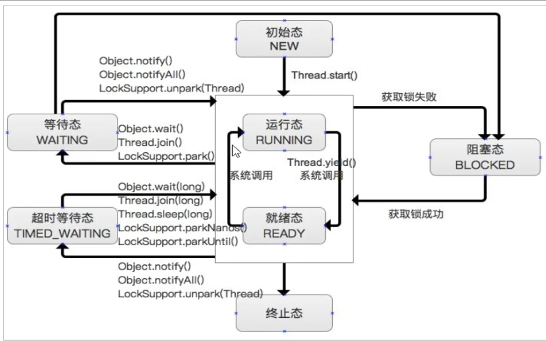 初始态
NEW
Object.notify()
Object.notifyAll()
LockSupport.unpark(Thread)
Thread.start()
获取锁失败
等待态
WAITING
Object.wait()
Thread.join()
LockSupport.park()
运行态
RUNNING
Thread.yield()
系统调用
系统调用
阻塞态
BLOCKED
超时等待态
TIMED_WAITING
Object.wait(long)
Thread.join(long)
Thread.sleep(long)
LockSupport.parkNanos()
LockSupport.parkUntil()
就绪态
READY
获取锁成功
Object.notify()
Object.notifyAll()
LockSupport.unpark(Thread)
终止态